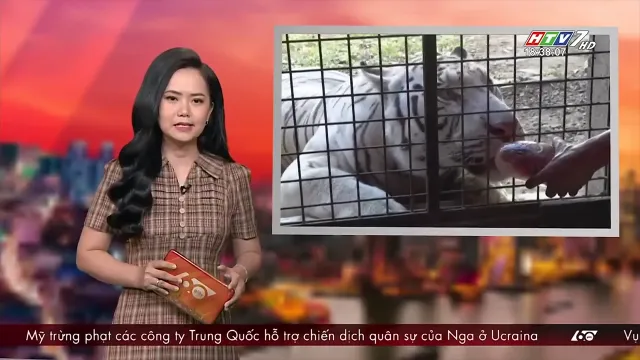 HTV7 HD
18:38:07
Mỹ trừng phạt các công ty Trung Quốc hỗ trợ chiến dịch quân sự của Nga ở Ucraina
60
Vụ